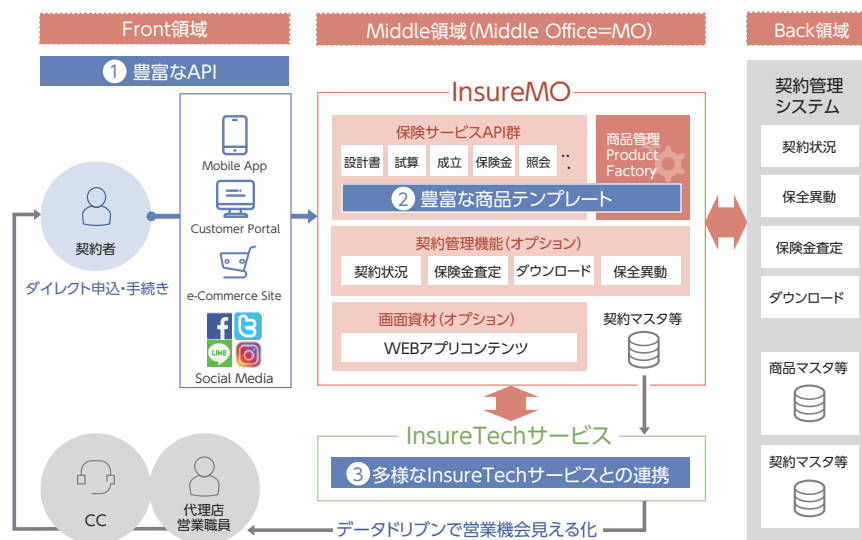 Front領域
Middle領域(Middle Office=MO)
Back領域
1 豊富なAPI
Mobile App
Customer Portal
e-Commerce Site
LINE
Social Media
契約者
ダイレクト申込・手続き
InsureMO
保険サービスAPI群
設計書
試算
成立
保険金
照会
‥
:
商品管理
Product
Factory
2 豊富な商品テンプレート
契約管理機能(オプション)
契約状況
保険金査定
ダウンロード
保全異動
画面資材(オプション)
WEBアプリコンテンツ
契約マスタ等
InsureTechサービス
3 多様なInsureTechサービスとの連携
データドリブンで営業機会見える化
CC
代理店
営業職員
契約管理
システム
契約状況
保全異動
保険金査定
ダウンロード
商品マスタ等
契約マスタ等